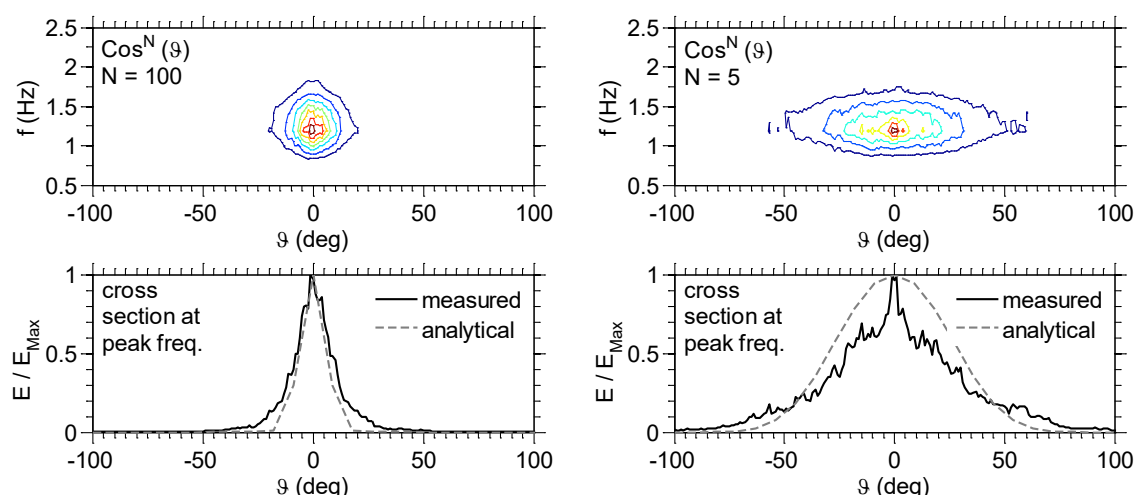 2.5
2
1.5
1
0.5
f (Hz)
Cos^N (ϑ)
N = 100
-100 -50 0 50 100
ϑ (deg)
2.5
2
1.5
1
0.5
f (Hz)
Cos^N (ϑ)
N = 5
-100 -50 0 50 100
ϑ (deg)
1
0.5
0
E / E_Max
cross
section at
peak freq.
measured
analytical
-100 -50 0 50 100
ϑ (deg)
1
0.5
0
E / E_Max
cross
section at
peak freq.
measured
analytical
-100 -50 0 50 100
ϑ (deg)